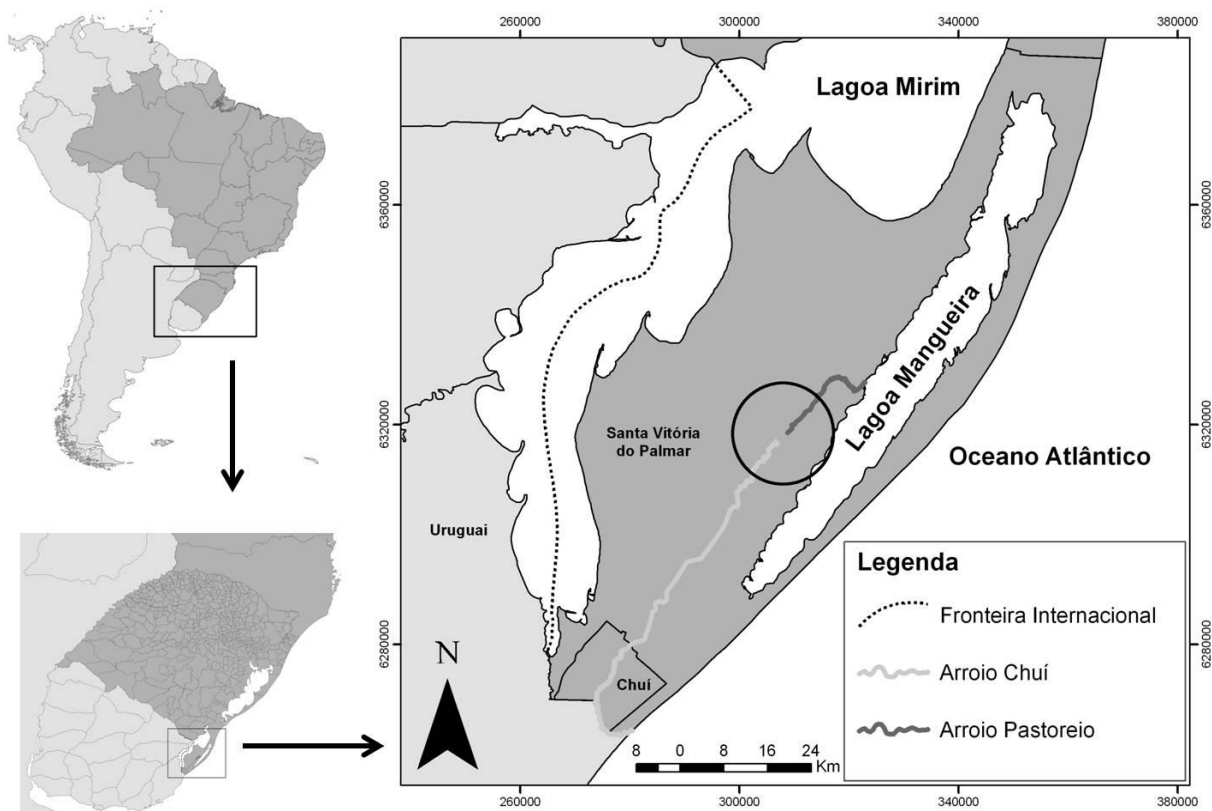 260000
300000
340000
380000
6360000
6320000
6280000
Lagoa Mirim
Lagoa Mangueira
Santa Vitória
do Palmar
Oceano Atlântico
Uruguai
Chuí
N
8 0 8 16 24
Km
Legenda
Fronteira Internacional
Arroio Chuí
Arroio Pastoreio
6360000
6320000
6280000
260000
300000
340000
380000